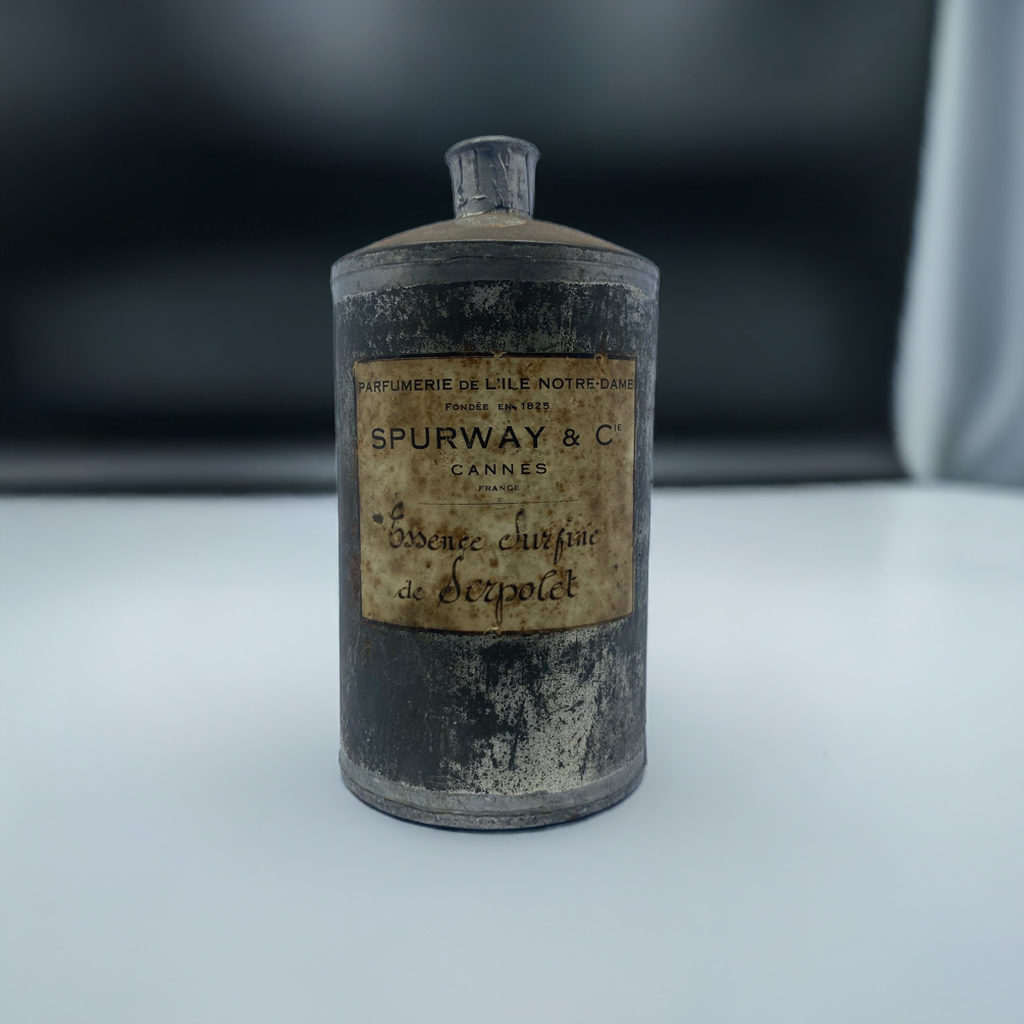 PARFUMERIE DE L'ILE NOTRE-DAME
FONDÉE EN 1825
SPURWAY & CIE
CANNES
FRANCE
Essence Surfine
de Serpolet